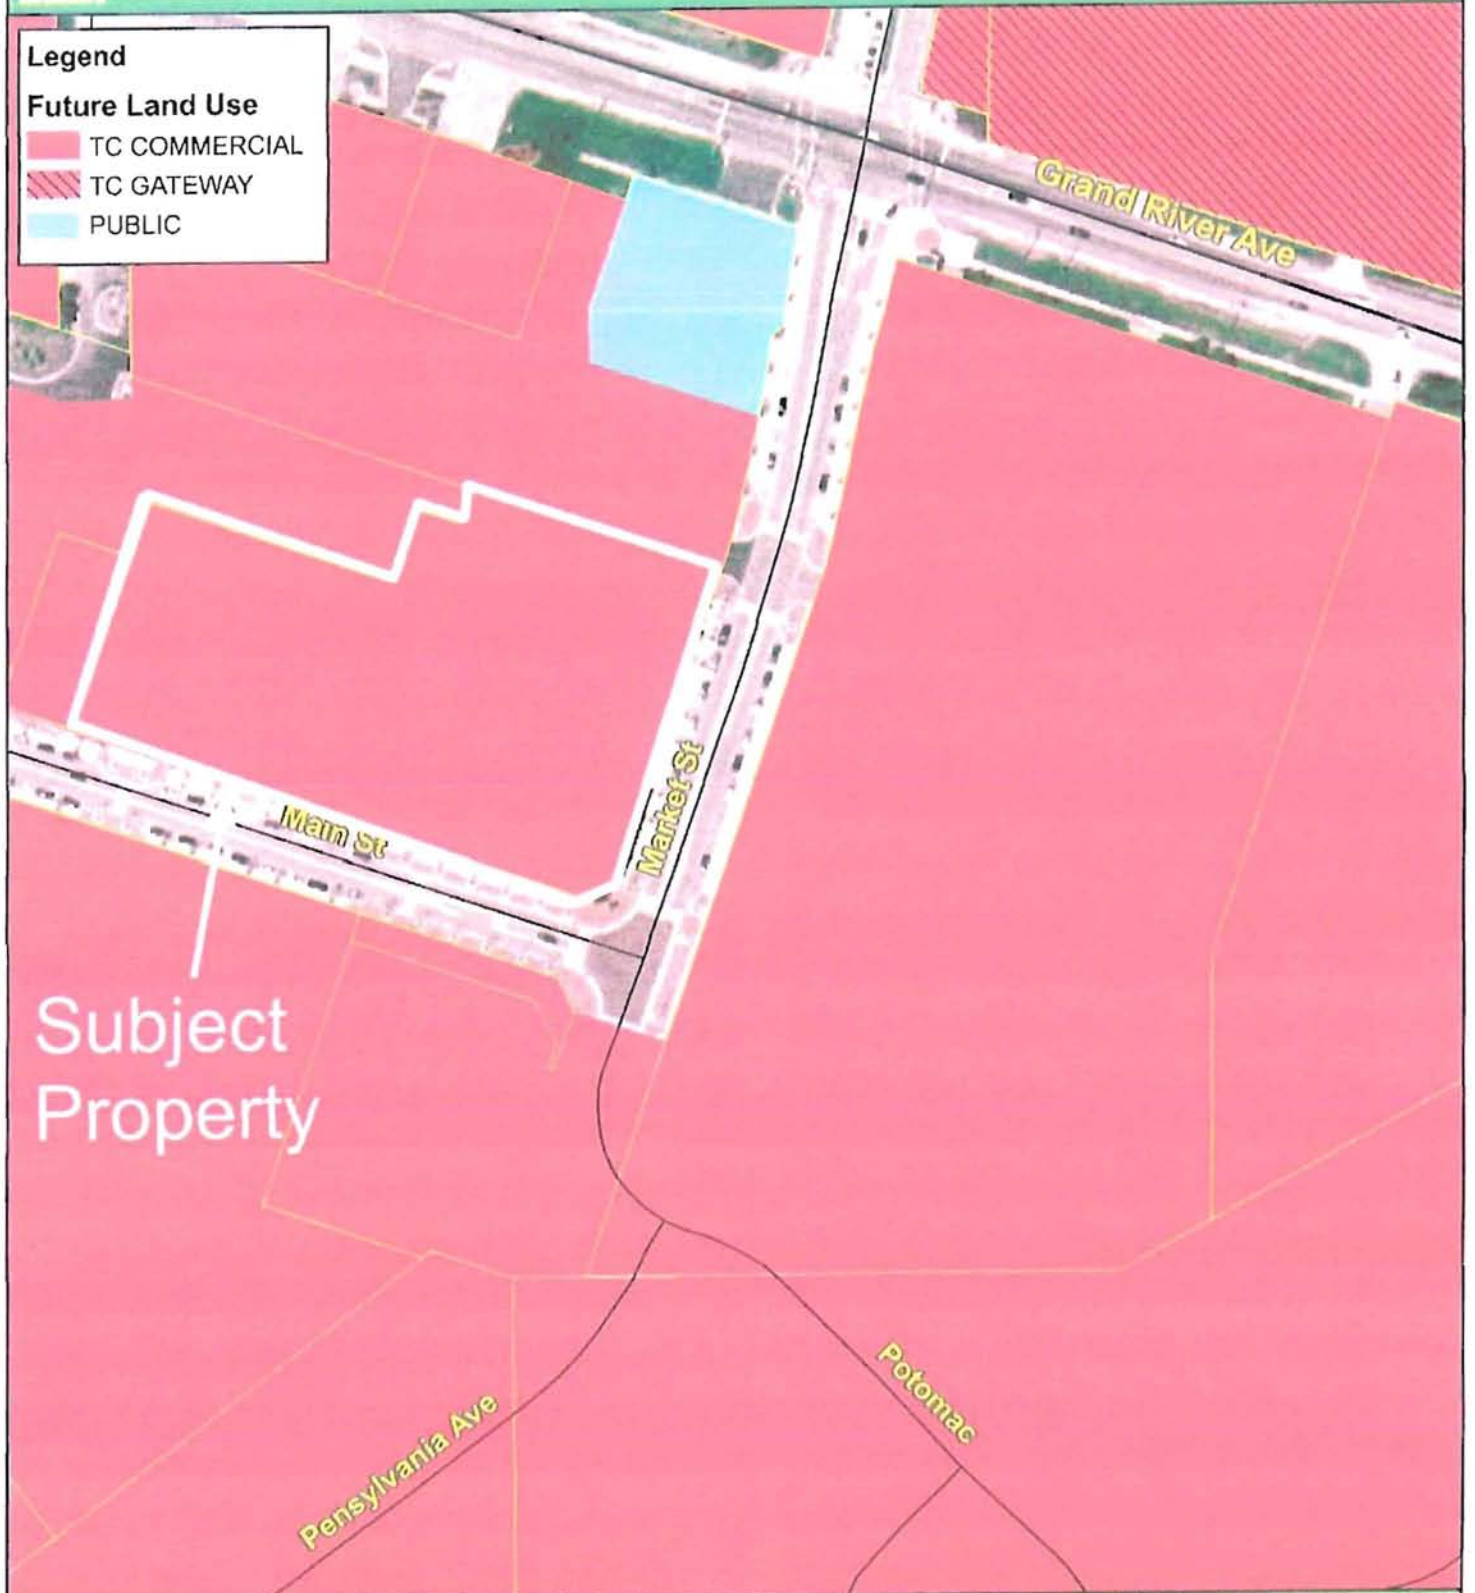 Legend
Future Land Use
TC COMMERCIAL
TC GATEWAY
PUBLIC
Grand River Ave
Market St
Main St
Subject
Property
Pensylvania Ave
Potomac